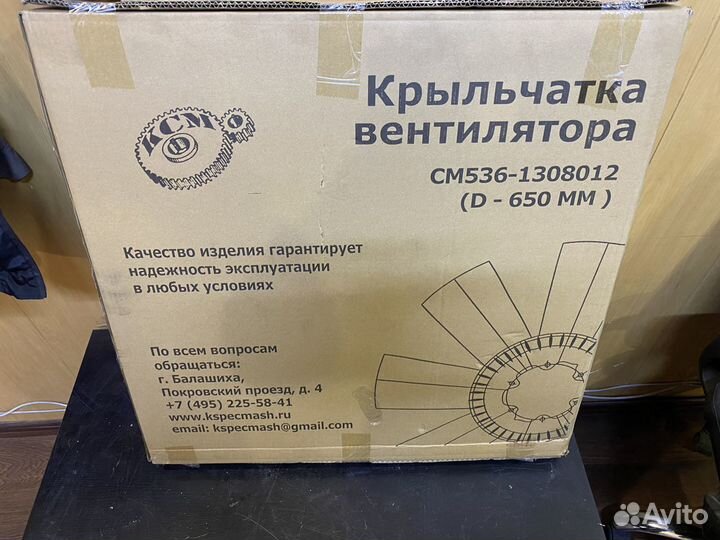 КСМ
Крыльчатка
вентилятора
СМ536-1308012
(D - 650 ММ )
Качество изделия гарантирует
надежность эксплуатации
в любых условиях
По всем вопросам
обращаться:
г. Балашиха,
Покровский проезд, д. 4
+7 (495) 225-58-41
www.kspecmash.ru
email: kspecmash@gmail.com
Avito